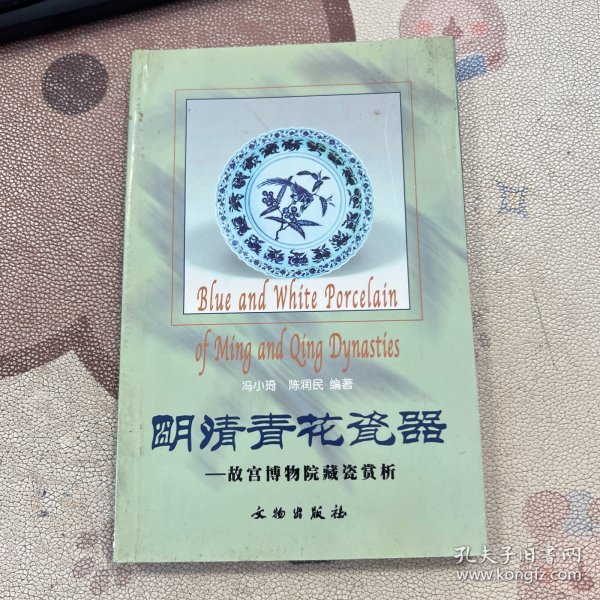 Blue and White Porcelain
of Ming and Qing Dynasties
冯小琦 陈润民 编著
明清青花瓷器
—故宫博物院藏瓷赏析
文物出版社
孔夫子旧书网
www.kongfz.com